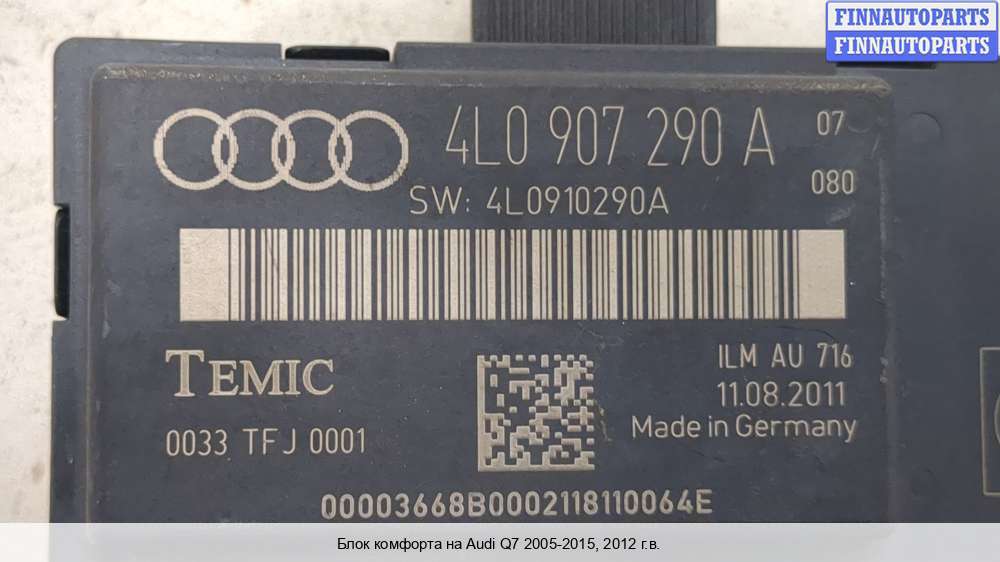 FINNAUTOPARTS
FINNAUTOPARTS
4L0 907 290 A 07
080
SW: 4L0910290A
TEMIC
ILM AU 716
11.08.2011
Made in Germany
0033 TFJ 0001
00003668B0002118110064E
Блок комфорта на Audi Q7 2005-2015, 2012 г.в.